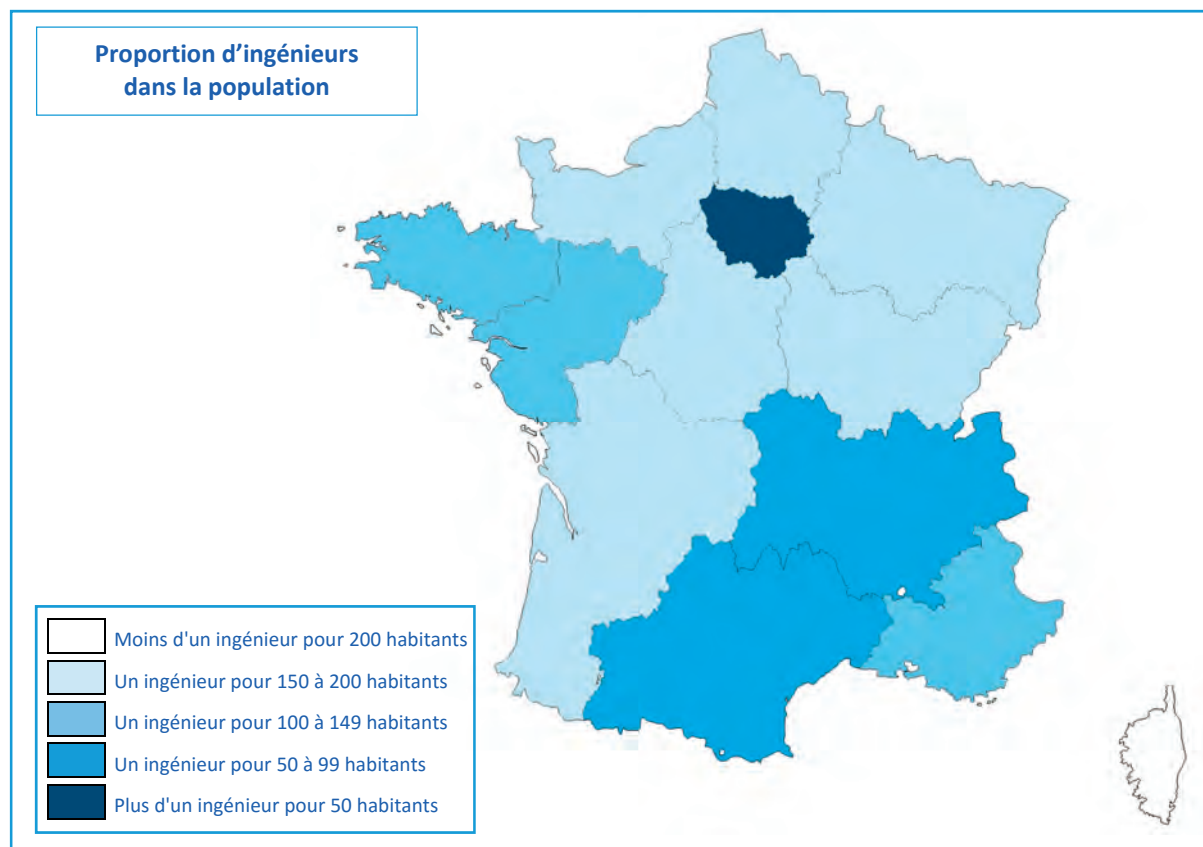 Proportion d’ingénieurs
dans la population
Moins d'un ingénieur pour 200 habitants
Un ingénieur pour 150 à 200 habitants
Un ingénieur pour 100 à 149 habitants
Un ingénieur pour 50 à 99 habitants
Plus d'un ingénieur pour 50 habitants